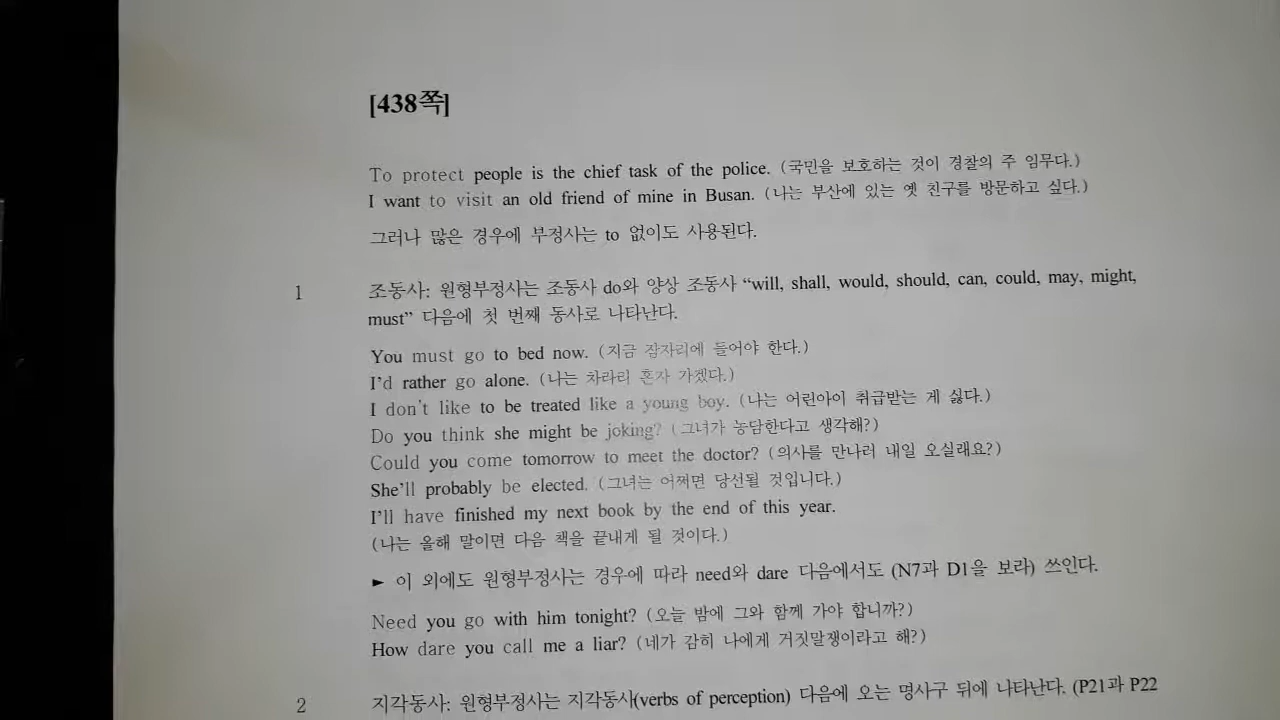 [438쪽]
To protect people is the chief task of the police. (국민을 보호하는 것이 경찰의 주 임무다.)
I want to visit an old friend of mine in Busan. (나는 부산에 있는 옛 친구를 방문하고 싶다.)
그러나 많은 경우에 부정사는 to 없이도 사용된다.
1 조동사: 원형부정사는 조동사 do와 양상 조동사 “will, shall, would, should, can, could, may, might,
must” 다음에 첫 번째 동사로 나타난다.
You must go to bed now. (지금 잠자리에 들어야 한다.)
I’d rather go alone. (나는 차라리 혼자 가겠다.)
I don’t like to be treated like a young boy. (나는 어린아이 취급받는 게 싫다.)
Do you think she might be joking? (그녀가 농담한다고 생각해?)
Could you come tomorrow to meet the doctor? (의사를 만나러 내일 오실래요?)
She’ll probably be elected. (그녀는 어쩌면 당선될 것입니다.)
I’ll have finished my next book by the end of this year.
(나는 올해 말이면 다음 책을 끝내게 될 것이다.)
► 이 외에도 원형부정사는 경우에 따라 need와 dare 다음에서도 (N7과 D1을 보라) 쓰인다.
Need you go with him tonight? (오늘 밤에 그와 함께 가야 합니까?)
How dare you call me a liar? (네가 감히 나에게 거짓말쟁이라고 해?)
2 지각동사: 원형부정사는 지각동사(verbs of perception) 다음에 오는 명사구 뒤에 나타난다. (P21과 P22